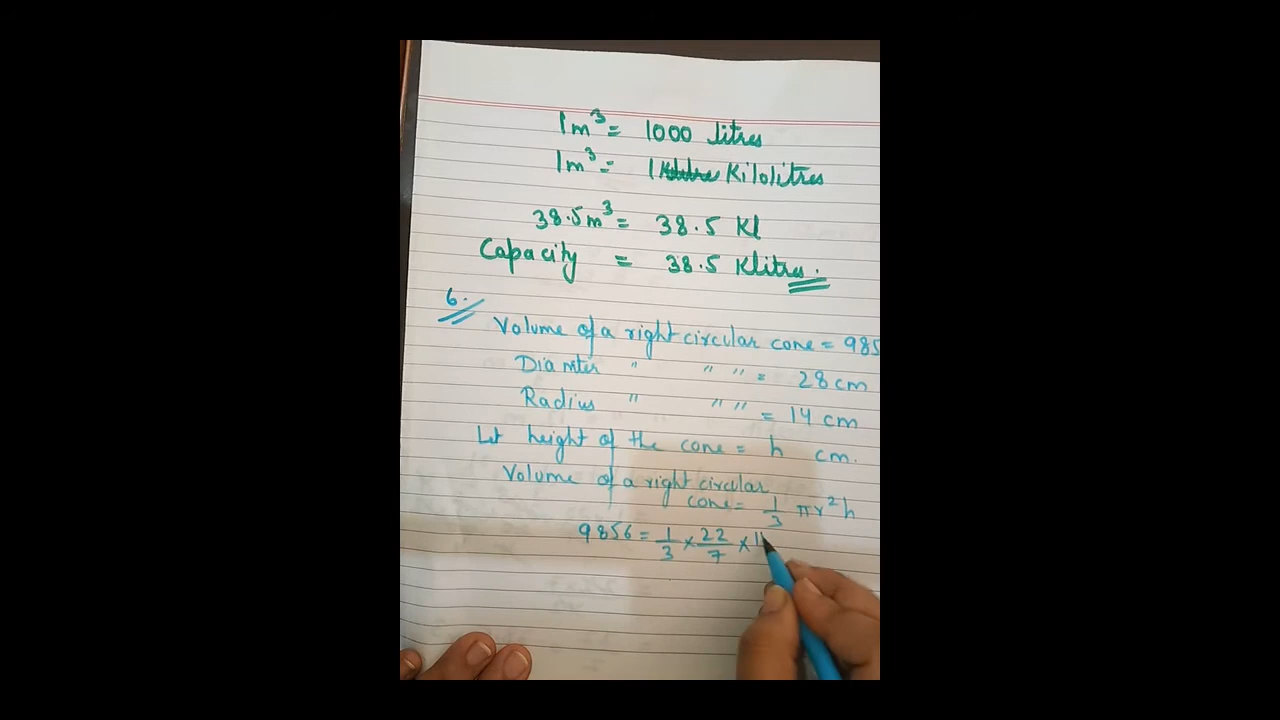 1m³ = 1000 litres
1m³ = 1 Kilolitres
38.5m³ = 38.5 Kl
Capacity = 38.5 Klitres.
6.
Volume of a right circular cone = 985
Diameter " " " = 28 cm
Radius " " " = 14 cm
Let height of the cone = h cm.
Volume of a right circular
cone = 1/3 πr²h
9856 = 1/3 × 22/7 × 1